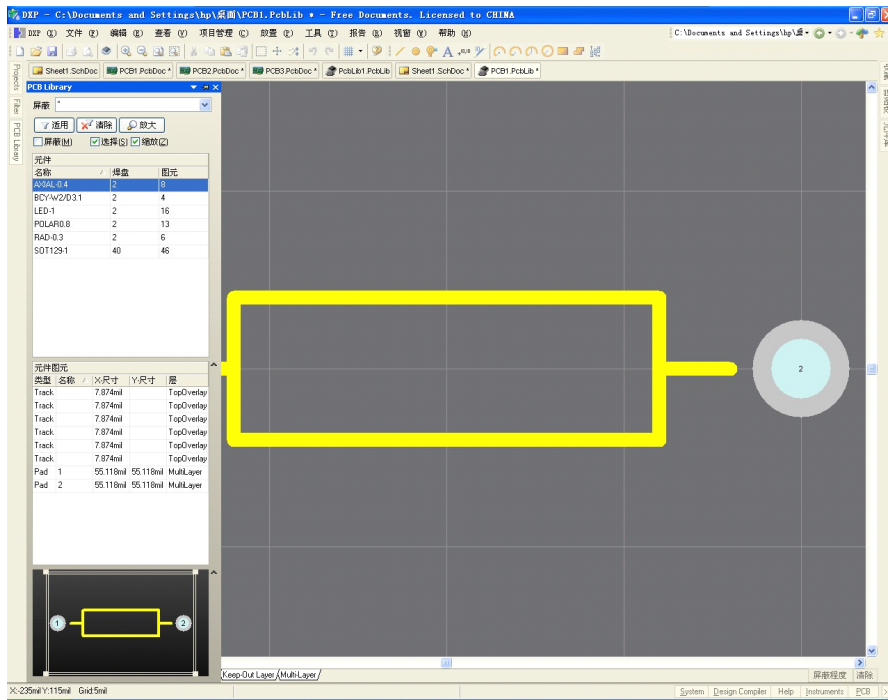 DXP - C:\Documents and Settings\hp\桌面\PCB1.PcbLib * - Free Documents. Licensed to CHINA
DXP (X) 文件 (F) 编辑 (E) 查看 (V) 项目管理 (C) 放置 (P) 工具 (T) 报告 (R) 视窗 (W) 帮助 (H) C:\Documents and Settings\hp\桌
Sheet1.SchDoc PCB1.PcbDoc * PCB2.PcbDoc * PCB3.PcbDoc * PcbLib1.PcbLib Sheet1.SchDoc * PCB1.PcbLib *
Projects
Filter
PCB Library
PCB Library
屏蔽 *
适用 清除 放大
屏蔽(M) 选择(S) 缩放(Z)
元件
名称 / 焊盘 图元
AXIAL-0.4 2 8
BCY-W2/D3.1 2 4
LED-1 2 16
POLAR0.8 2 13
RAD-0.3 2 6
SOT129-1 40 46
元件图元
类型 名称 / X-尺寸 Y-尺寸 层
Track 7.874mil TopOverlay
Track 7.874mil TopOverlay
Track 7.874mil TopOverlay
Track 7.874mil TopOverlay
Track 7.874mil TopOverlay
Track 7.874mil TopOverlay
Pad 1 55.118mil 55.118mil MultiLayer
Pad 2 55.118mil 55.118mil MultiLayer
2
1 2
Keep-Out Layer / Multi-Layer / 屏蔽程度 清除
X:-235mil Y:115mil Grid:5mil System Design Compiler Help Instruments PCB